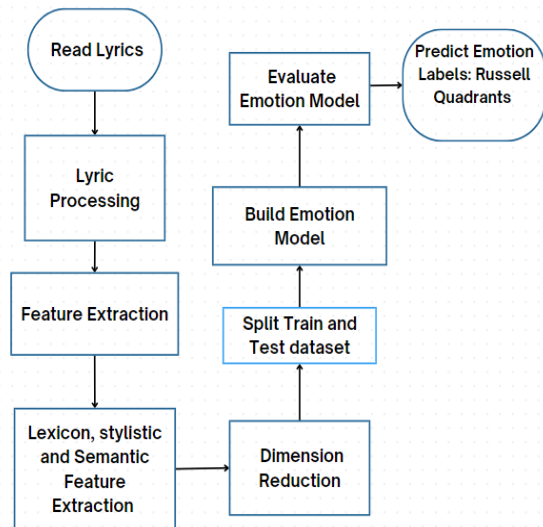 Read Lyrics
Lyric
Processing
Feature Extraction
Lexicon, stylistic
and Semantic
Feature
Extraction
Dimension
Reduction
Split Train and
Test dataset
Build Emotion
Model
Evaluate
Emotion Model
Predict Emotion
Labels: Russell
Quadrants